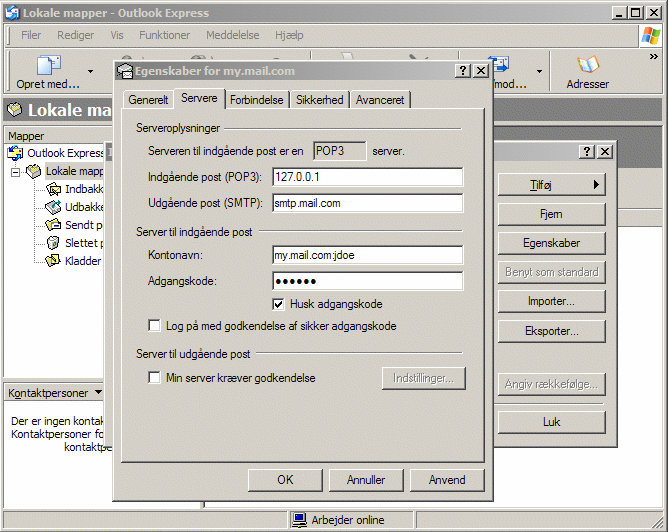 Lokale mapper - Outlook Express
Filer Rediger Vis Funktioner Meddelelse Hjælp
Opret med...
mod...
Adresser
Lokale ma
Mapper
Outlook Express
Lokale mapp
Indbakke
Udbakke
Sendt p
Slettet p
Kladder
Kontaktpersoner
Der er ingen kontak
Kontaktpersoner fo
kontaktpe
Egenskaber for my.mail.com
Generelt Servere Forbindelse Sikkerhed Avanceret
Serveroplysninger
Serveren til indgående post er en POP3 server.
Indgående post (POP3): 127.0.0.1
Udgående post (SMTP): smtp.mail.com
Server til indgående post
Kontonavn: my.mail.com:jdoe
Adgangskode: ●●●●●●
Husk adgangskode
Log på med godkendelse af sikker adgangskode
Server til udgående post
Min server kræver godkendelse Indstillinger...
OK Annuller Anvend
Tilføj
Fjern
Egenskaber
Benyt som standard
Importer...
Eksporter...
Angiv rækkefølge...
Luk
Arbejder online